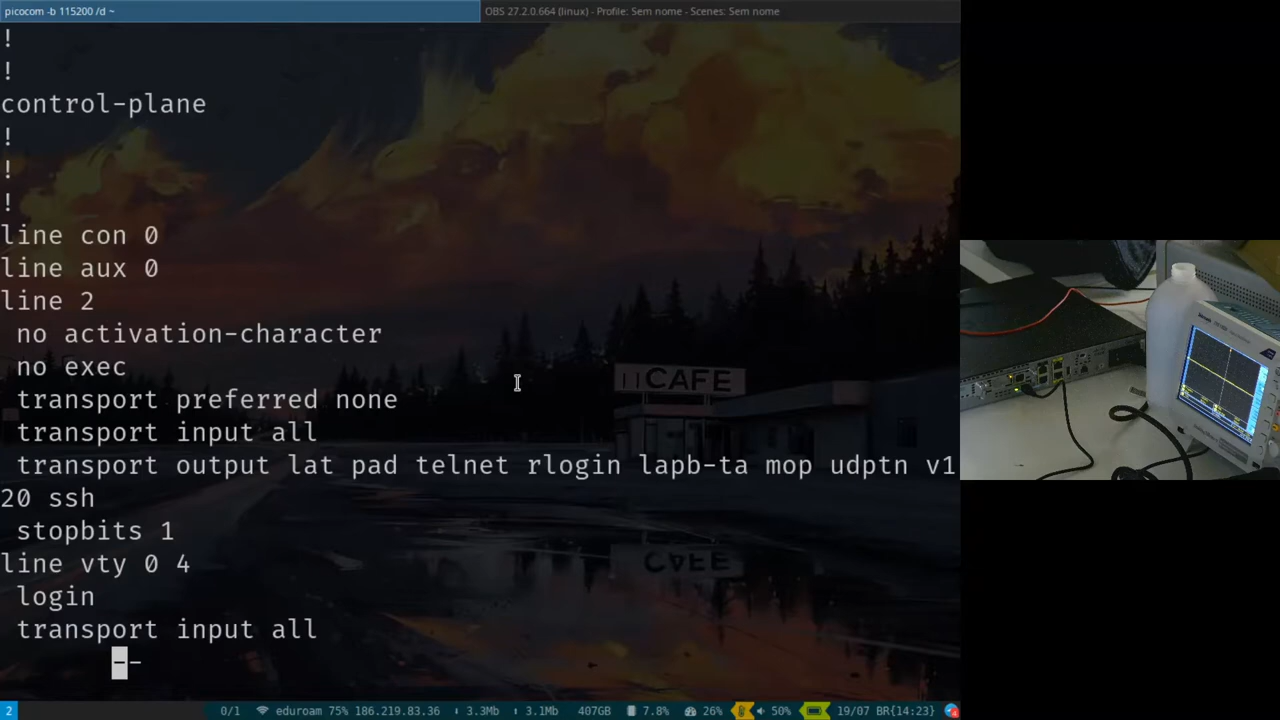 picocom -b 115200 /d ~
OBS 27.2.0.664 (linux) - Profile: Sem nome - Scenes: Sem nome
!
!
control-plane
!
!
!
line con 0
line aux 0
line 2
 no activation-character
 no exec
 transport preferred none
 transport input all
 transport output lat pad telnet rlogin lapb-ta mop udptn v1
20 ssh
 stopbits 1
line vty 0 4
 login
 transport input all
--
CAFE
2
0/1 eduroam 75% 186.219.83.36 3.3Mb 3.1Mb 407GB 7.8% 26% 50% 19/07 BR{14:23}